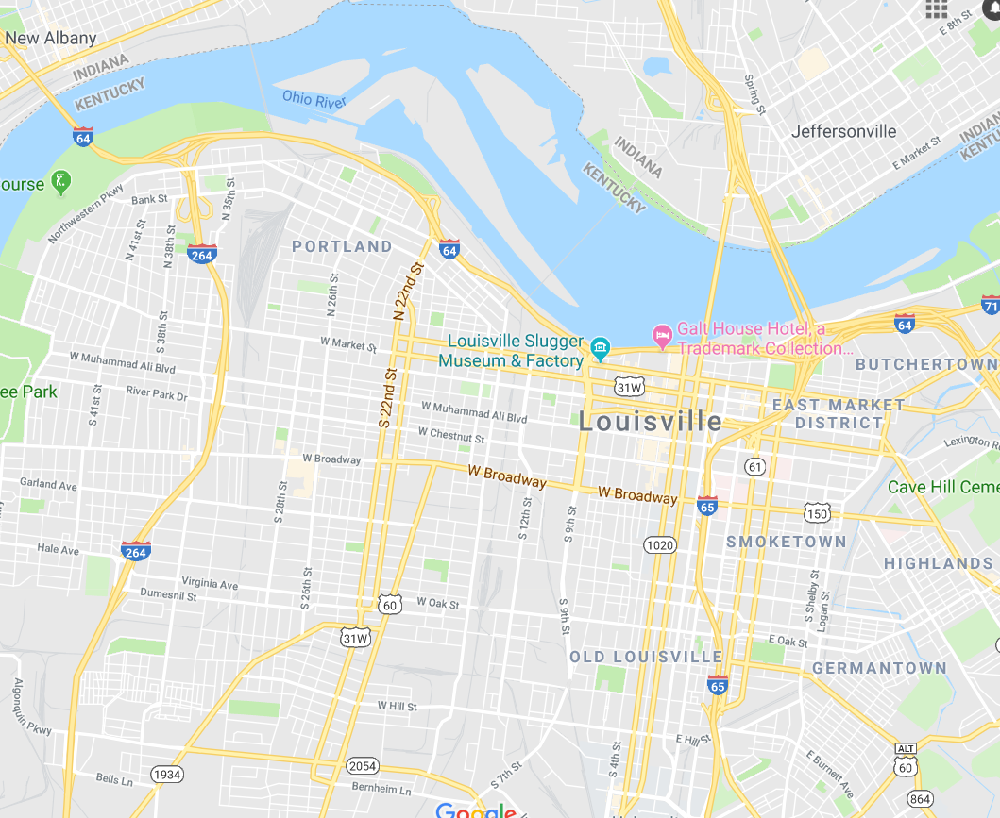 New Albany
INDIANA
KENTUCKY
Ohio River
E 8th St
Spring St
Jeffersonville
E Market St
INDIAN
KENTU
INDIANA
KENTUCKY
64
ourse
Northwestern Pkwy
Bank St
N 41st St
N 38th St
N 35th St
264
PORTLAND
64
N 22nd St
N 26th St
S 38th St
W Market St
Louisville Slugger
Museum & Factory
Galt House Hotel, a
Trademark Collection...
71
64
BUTCHERTOWN
W Muhammad Ali Blvd
River Park Dr
ee Park
S 41st St
S 22nd St
31W
EAST MARKET
DISTRICT
Louisville
W Muhammad Ali Blvd
W Chestnut St
Lexington R
61
W Broadway
W Broadway
W Broadway
Cave Hill Ceme
65
150
Garland Ave
S 28th St
S 12th St
S 9th St
1020
SMOKETOWN
Hale Ave
264
HIGHLANDS
Virginia Ave
Dumesnil St
S 26th St
60
W Oak St
S 9th St
S Shelby St
Logan St
31W
E Oak St
OLD LOUISVILLE
GERMANTOWN
65
Algonquin Pkwy
W Hill St
E Hill St
S 4th St
ALT
60
E Burnett Ave
2054
1934
Bells Ln
Bernheim Ln
S 7th St
864
Google